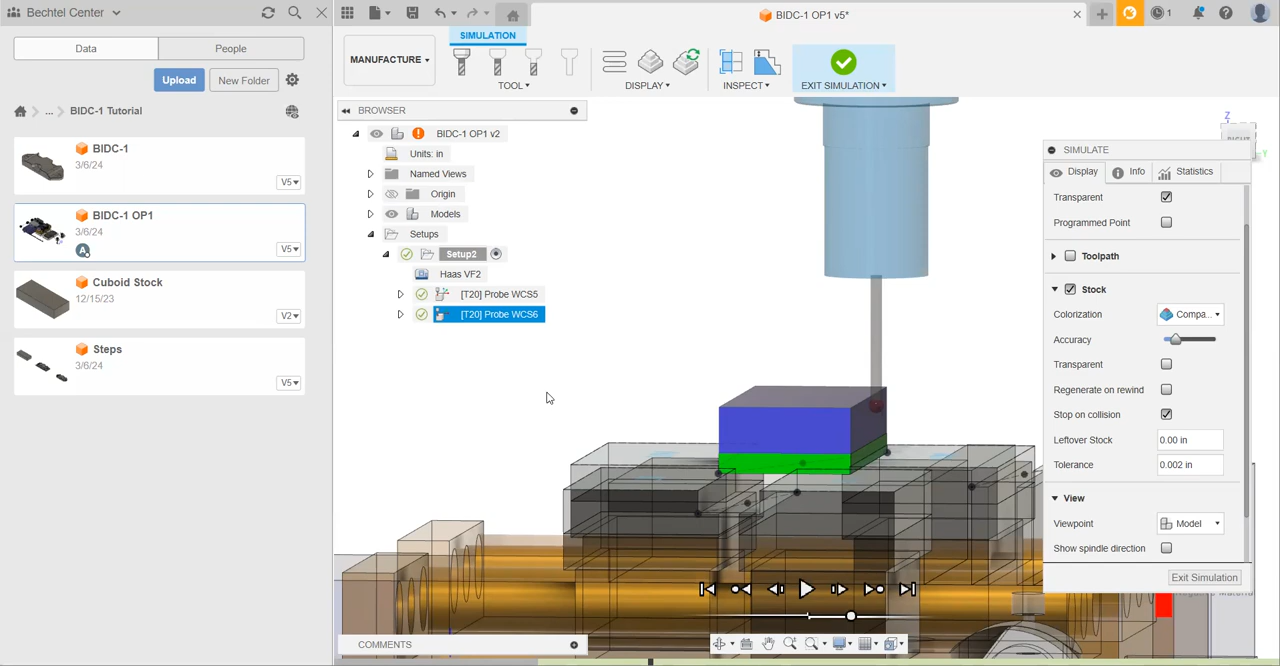 Bechtel Center
Data
People
Upload
New Folder
... BIDC-1 Tutorial
BIDC-1
3/6/24
V5
BIDC-1 OP1
3/6/24
A
V5
Cuboid Stock
12/15/23
V2
Steps
3/6/24
V5
BIDC-1 OP1 v5*
1
SIMULATION
MANUFACTURE
TOOL
DISPLAY
INSPECT
EXIT SIMULATION
BROWSER
BIDC-1 OP1 v2
Units: in
Named Views
Origin
Models
Setups
Setup2
Haas VF2
[T20] Probe WCS5
[T20] Probe WCS6
Z
RIGHT
Y
SIMULATE
Display
Info
Statistics
Transparent
Programmed Point
Toolpath
Stock
Colorization
Compa...
Accuracy
Transparent
Regenerate on rewind
Stop on collision
Leftover Stock
0.00 in
Tolerance
0.002 in
View
Viewpoint
Model
Show spindle direction
Exit Simulation
COMMENTS